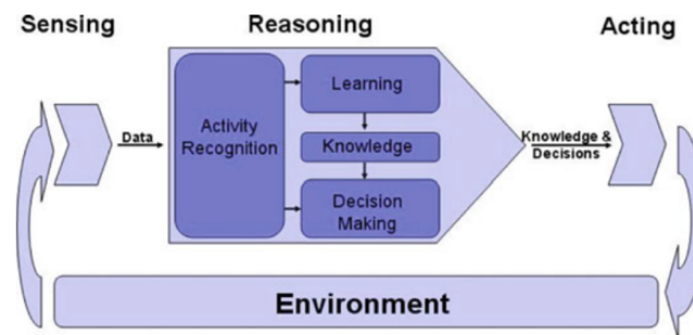 Sensing
Reasoning
Acting
Data
Activity
Recognition
Learning
Knowledge
Decision
Making
Knowledge &
Decisions
Environment